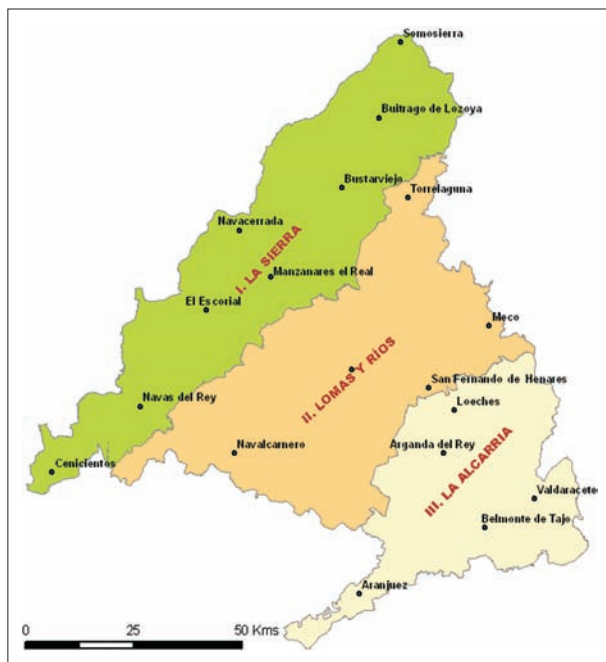 Somosierra
Buitrago de Lozoya
Bustarviejo
Torrelaguna
Navacerrada
I. LA SIERRA
Manzanares el Real
El Escorial
Meco
II. LOMAS Y RÍOS
San Fernando de Henares
Navas del Rey
Loeches
Navalcarnero
Arganda del Rey
Cenicientos
III. LA ALCARRIA
Valdaracete
Belmonte de Tajo
Aranjuez
0 25 50 Kms